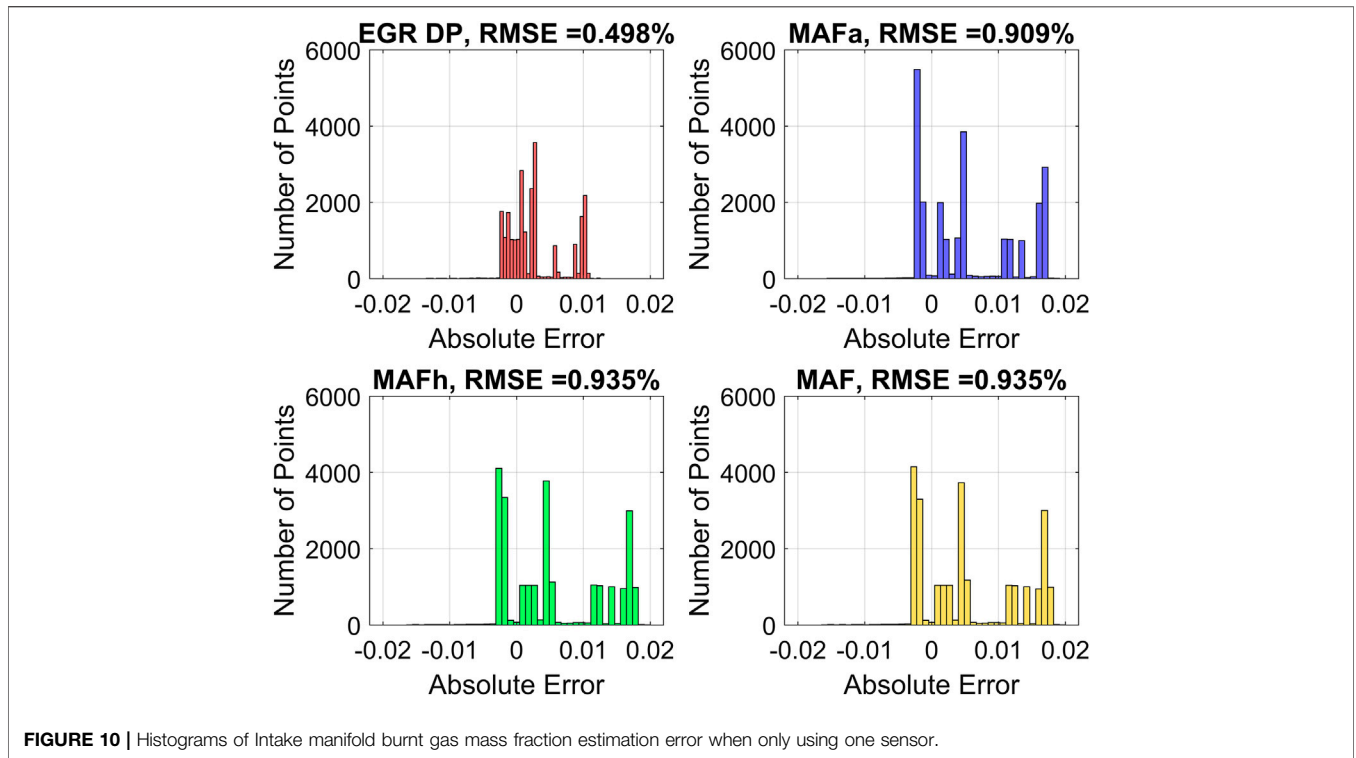 EGR DP, RMSE =0.498%
6000
4000
2000
0
Number of Points
-0.02 -0.01 0 0.01 0.02
Absolute Error
MAFa, RMSE =0.909%
6000
4000
2000
0
Number of Points
-0.02 -0.01 0 0.01 0.02
Absolute Error
MAFh, RMSE =0.935%
6000
4000
2000
0
Number of Points
-0.02 -0.01 0 0.01 0.02
Absolute Error
MAF, RMSE =0.935%
6000
4000
2000
0
Number of Points
-0.02 -0.01 0 0.01 0.02
Absolute Error
FIGURE 10 | Histograms of Intake manifold burnt gas mass fraction estimation error when only using one sensor.